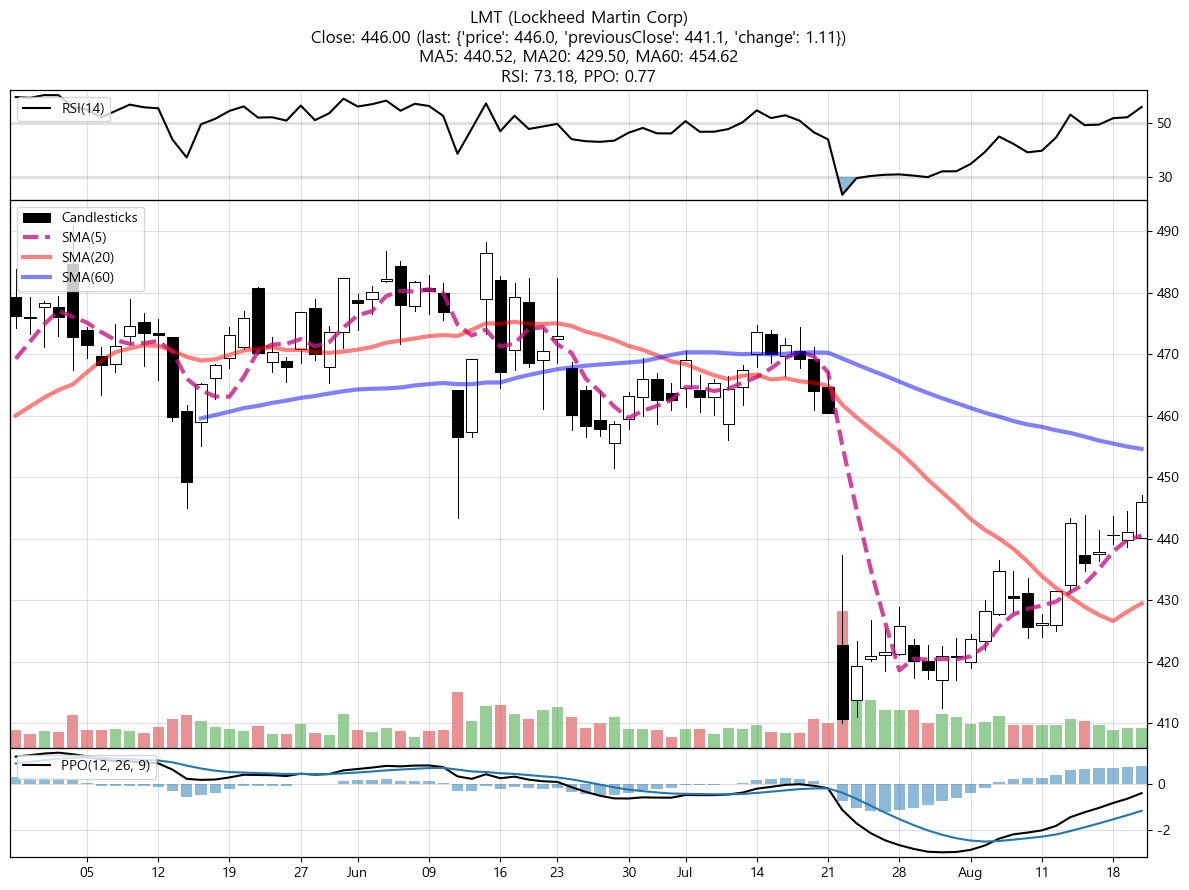 LMT (Lockheed Martin Corp)
Close: 446.00 (last: {'price': 446.0, 'previousClose': 441.1, 'change': 1.11})
MA5: 440.52, MA20: 429.50, MA60: 454.62
RSI: 73.18, PPO: 0.77
RSI(14)
50
30
Candlesticks
SMA(5)
SMA(20)
SMA(60)
490
480
470
460
450
440
430
420
410
PPO(12, 26, 9)
0
-2
05 12 19 27 Jun 09 16 23 30 Jul 14 21 28 Aug 11 18